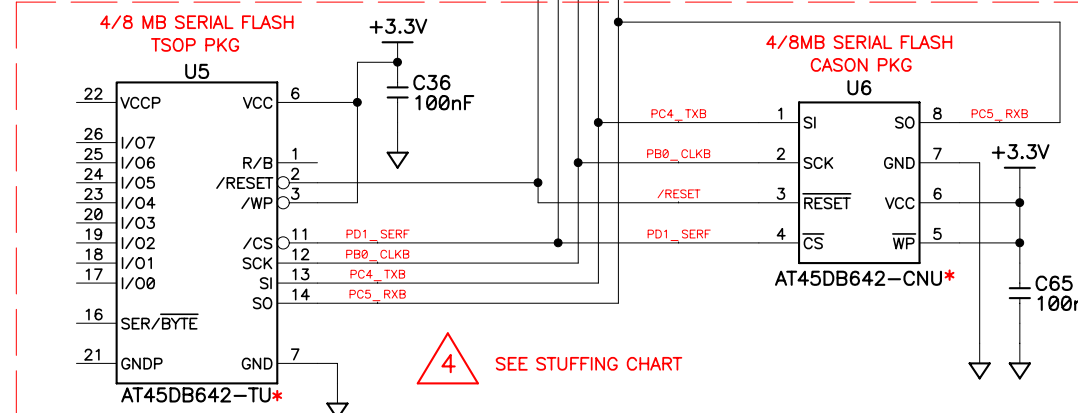 4/8 MB SERIAL FLASH
TSOP PKG
U5
+3.3V
C36
100nF
22 VCCP VCC 6
26 I/O7
25 I/O6 R/B 1
24 I/O5 /RESET 2
23 I/O4 /WP 3
20 I/O3
19 I/O2 /CS 11 PD1_SERF
18 I/O1 SCK 12 PB0_CLKB
17 I/O0 SI 13 PC4_TXB
SO 14 PC5_RXB
16 SER/BYTE
21 GNDP GND 7
AT45DB642-TU*
4 SEE STUFFING CHART
4/8MB SERIAL FLASH
CASON PKG
U6
PC4_TXB 1 SI SO 8 PC5_RXB
PB0_CLKB 2 SCK GND 7
/RESET 3 RESET VCC 6
PD1_SERF 4 CS WP 5
AT45DB642-CNU*
+3.3V
C65